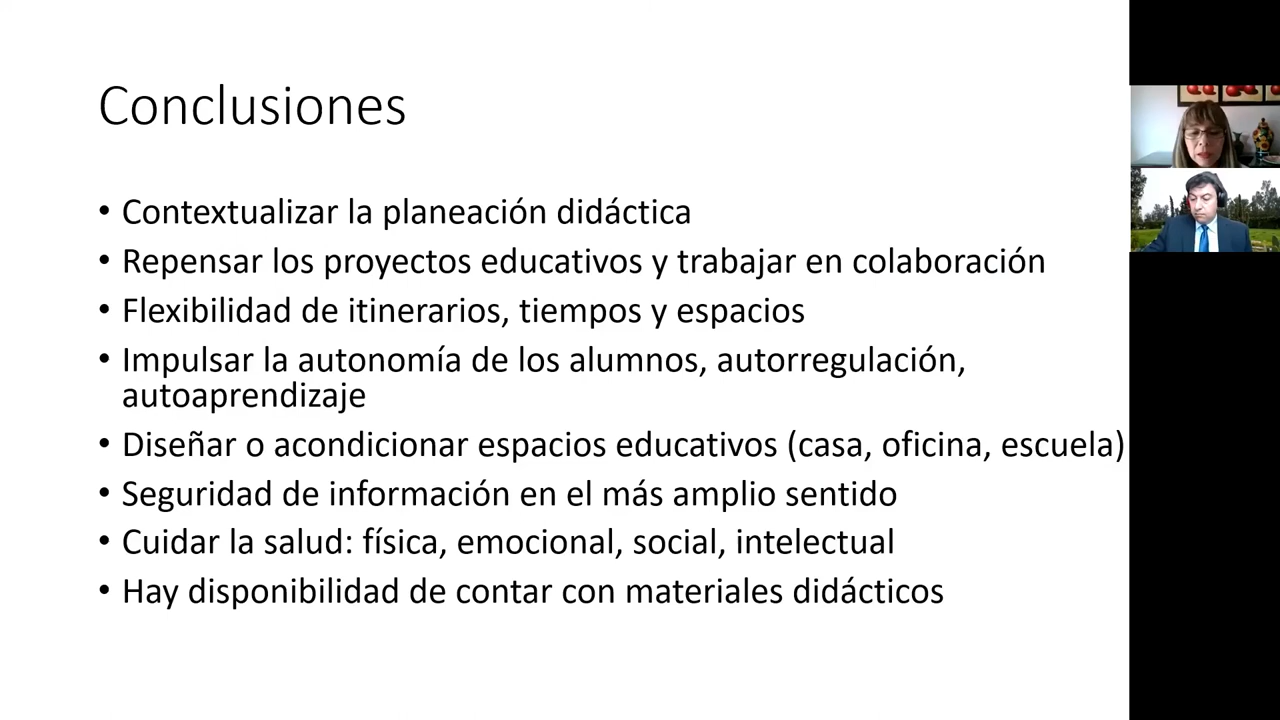 Conclusiones
• Contextualizar la planeación didáctica
• Repensar los proyectos educativos y trabajar en colaboración
• Flexibilidad de itinerarios, tiempos y espacios
• Impulsar la autonomía de los alumnos, autorregulación,
autoaprendizaje
• Diseñar o acondicionar espacios educativos (casa, oficina, escuela)
• Seguridad de información en el más amplio sentido
• Cuidar la salud: física, emocional, social, intelectual
• Hay disponibilidad de contar con materiales didácticos